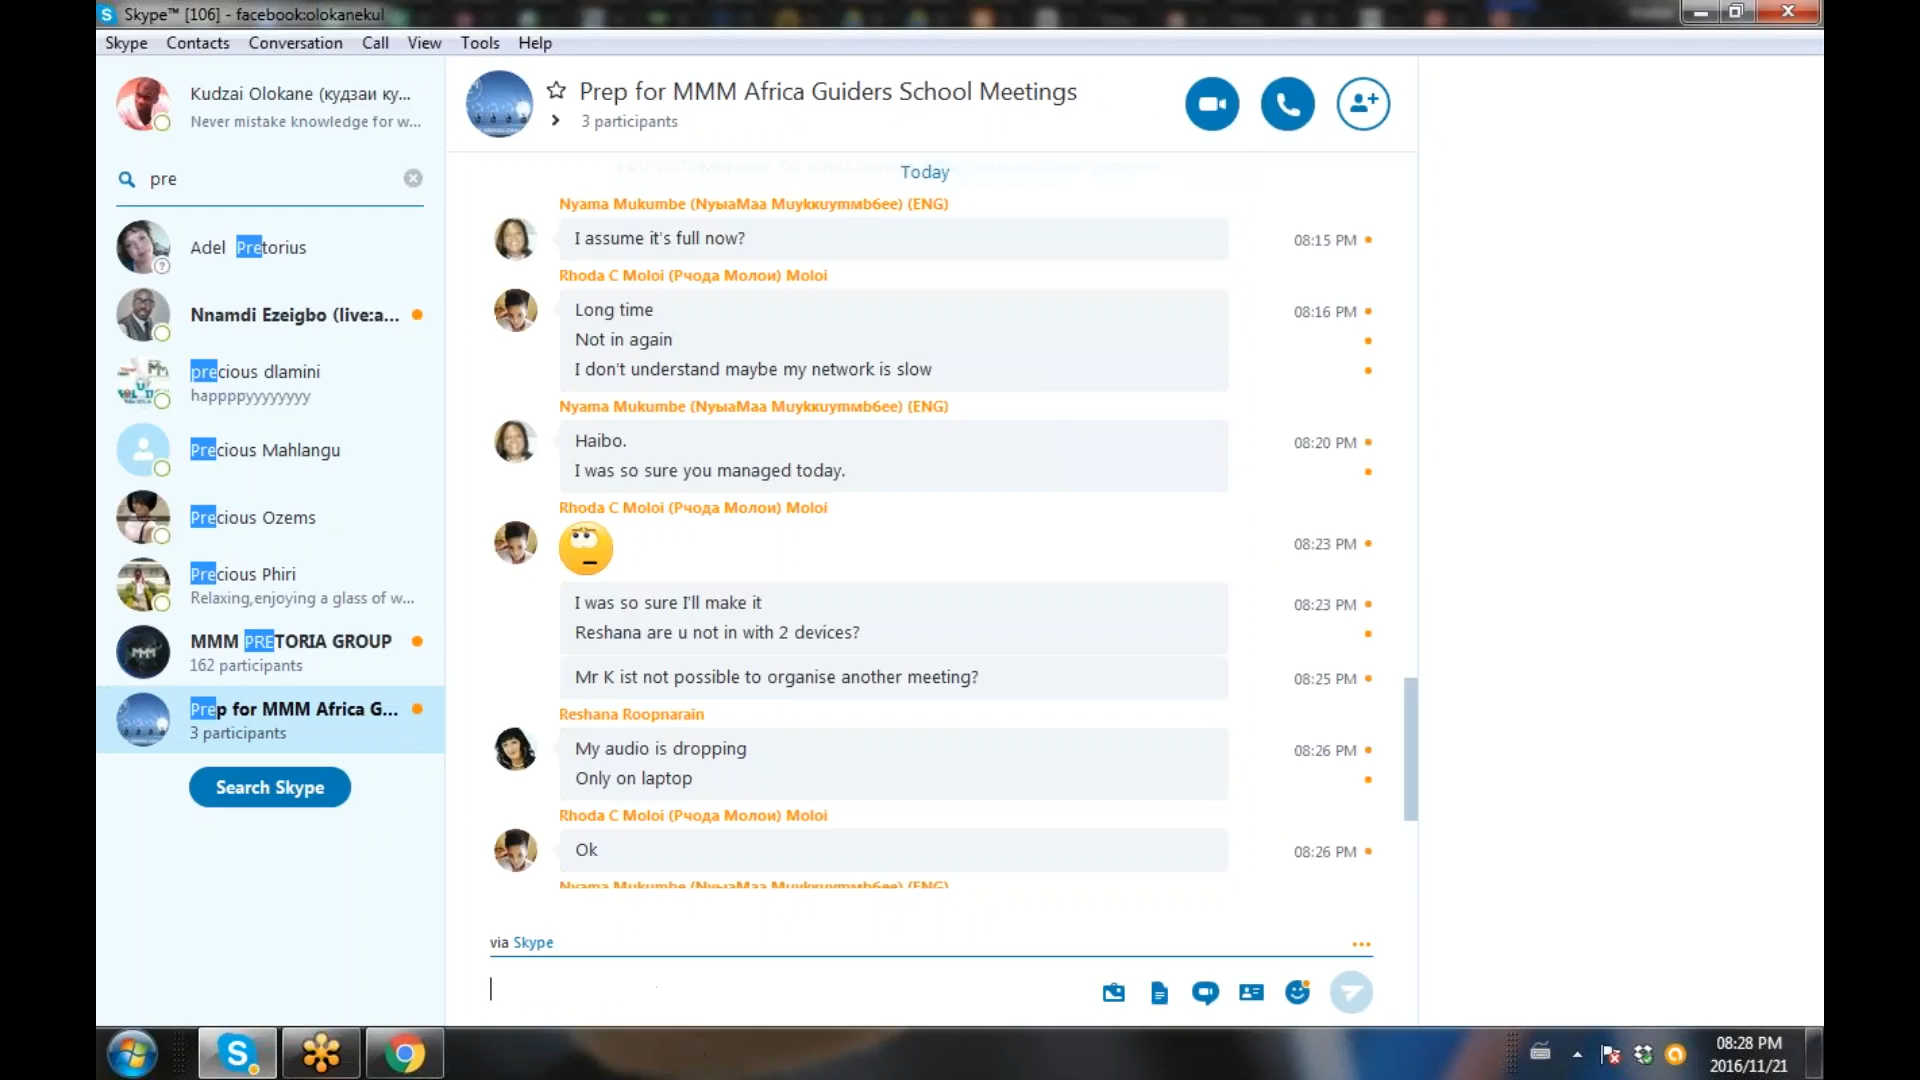 Skype™ [106] - facebook:olokanekul
Skype Contacts Conversation Call View Tools Help
Kudzai Olokane (кудзаи ку...
Never mistake knowledge for w...
pre
Adel Pretorius
Nnamdi Ezeigbo (live:a...
precious dlamini
happppyyyyyyyy
Precious Mahlangu
Precious Ozems
Precious Phiri
Relaxing,enjoying a glass of w...
MMM PRETORIA GROUP
162 participants
Prep for MMM Africa G...
3 participants
Search Skype
Prep for MMM Africa Guiders School Meetings
3 participants
Today
Nyama Mukumbe (NyыaMaa Muykкuymмbбee) (ENG)
I assume it's full now?
08:15 PM
Rhoda C Moloi (Рчода Молои) Moloi
Long time
08:16 PM
Not in again
I don't understand maybe my network is slow
Nyama Mukumbe (NyыaMaa Muykкuymмbбee) (ENG)
Haibo.
08:20 PM
I was so sure you managed today.
Rhoda C Moloi (Рчода Молои) Moloi
08:23 PM
I was so sure I'll make it
08:23 PM
Reshana are u not in with 2 devices?
Mr K ist not possible to organise another meeting?
08:25 PM
Reshana Roopnarain
My audio is dropping
08:26 PM
Only on laptop
Rhoda C Moloi (Рчода Молои) Moloi
Ok
08:26 PM
Nyama Mukumbe (NyыaMaa Muykкuymмbбee) (ENG)
via Skype
08:28 PM
2016/11/21